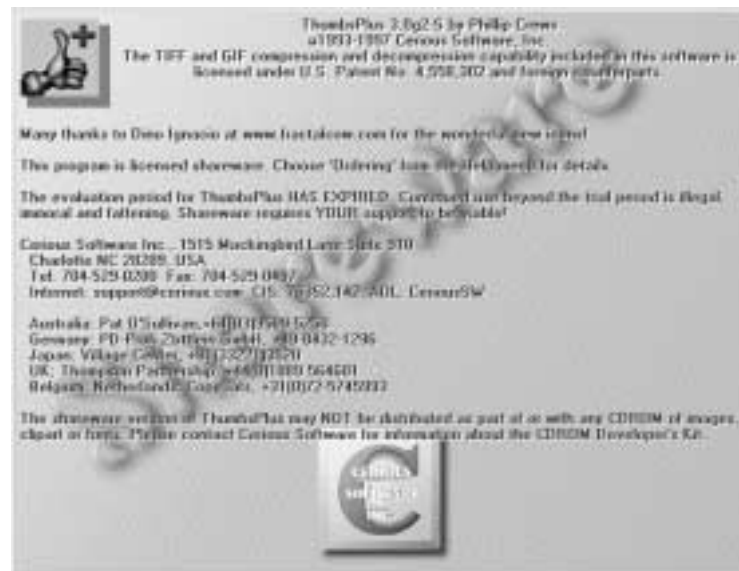 ThumbsPlus 3.0g2-S by Phillip Crews
©1993-1997 Cerious Software, Inc.
The TIFF and GIF compression and decompression capability included in this software is
licensed under U.S. Patent No. 4,558,302 and foreign counterparts.
Many thanks to Dino Ignacio at www.fractalcow.com for the wonderful new icons!
This program is licensed shareware. Choose 'Ordering' from the Help menu for details.
The evaluation period for ThumbsPlus HAS EXPIRED. Continued use beyond the trial period is illegal,
immoral and fattening. Shareware requires YOUR support to be viable!
Cerious Software Inc., 1515 Mockingbird Lane Suite 910
Charlotte NC 28209, USA
Tel: 704-529-0200 Fax: 704-529-0497
Internet: support@cerious.com, CIS: AOL: CeriousSW
Australia: Pat O'Sullivan,
Germany: PD-Profi GmbH,
Japan: Village Center,
UK: Thompson Partnership,
Belgium, Netherlands:
The shareware version of ThumbsPlus may NOT be distributed as part of or with any CDROM of images,
clipart or fonts. Please contact Cerious Software for information about the CDROM Developer's Kit.
Shareware
Cerious
Software